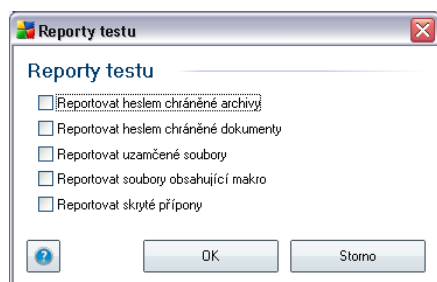 Reporty testu
Reporty testu
Reportovat heslem chráněné archivy
Reportovat heslem chráněné dokumenty
Reportovat uzamčené soubory
Reportovat soubory obsahující makro
Reportovat skryté přípony
? OK Storno